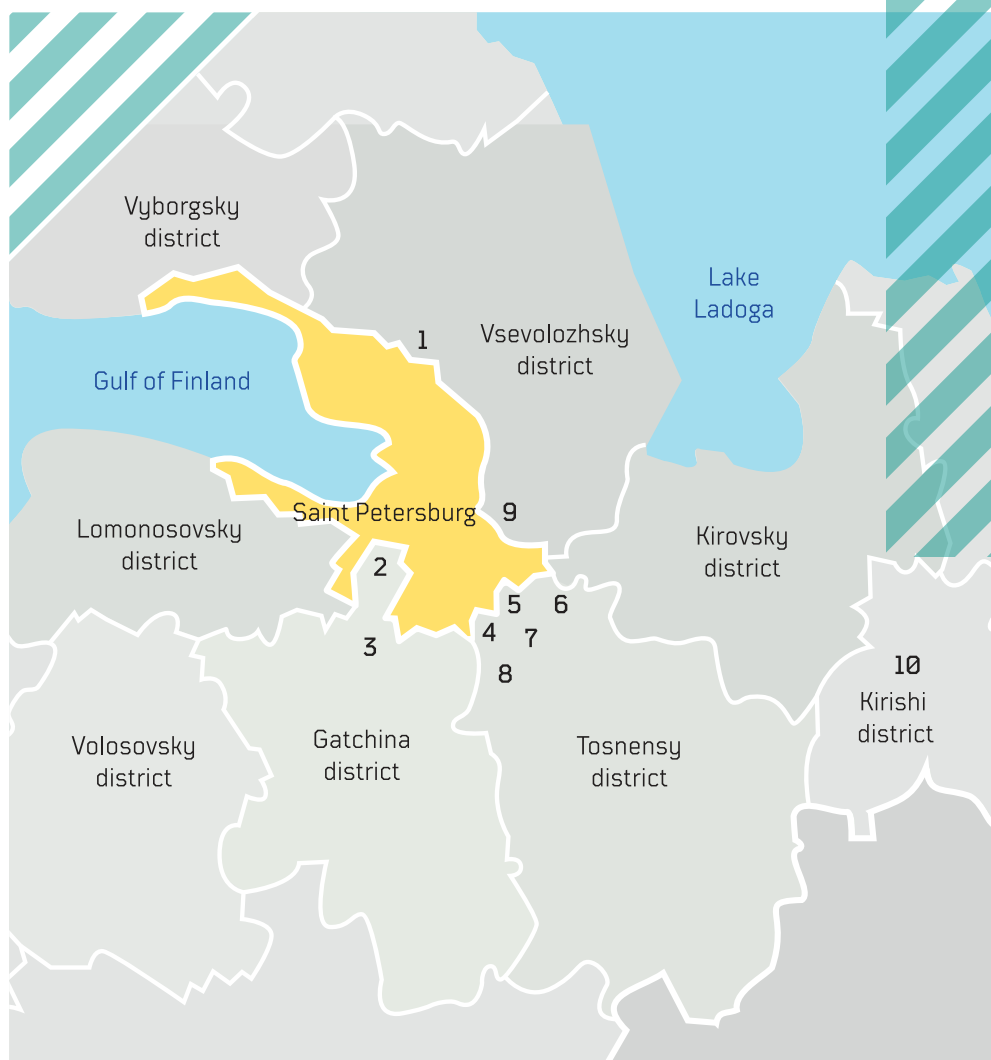 Vyborgsky
district
Lake
Ladoga
1
Vsevolozhsky
district
Gulf of Finland
Saint Petersburg
9
Lomonosovsky
district
Kirovsky
district
2
5
6
4
7
3
8
10
Kirishi
district
Volosovsky
district
Gatchina
district
Tosnensy
district